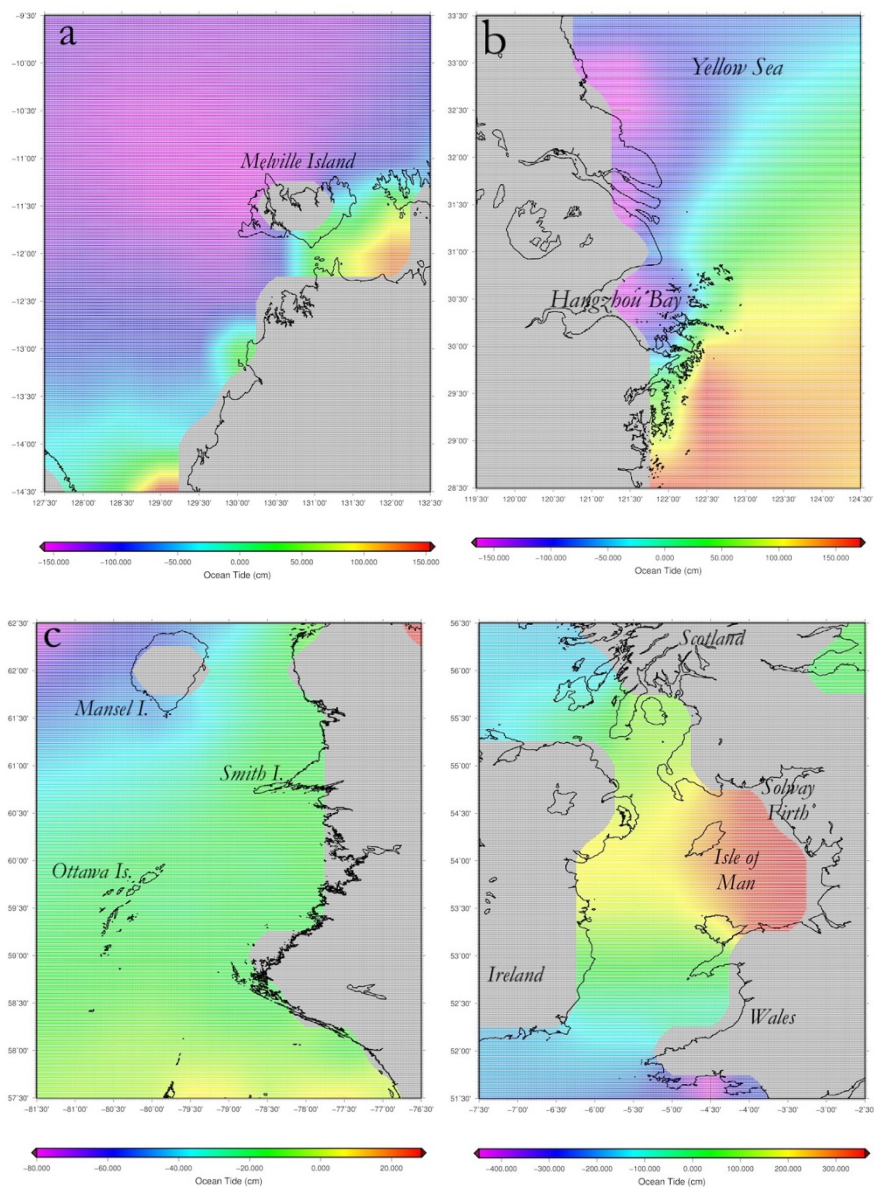 a
Melville Island
-9˚30'
-10˚00'
-10˚30'
-11˚00'
-11˚30'
-12˚00'
-12˚30'
-13˚00'
-13˚30'
-14˚00'
-14˚30'
127˚30' 128˚00' 128˚30' 129˚00' 129˚30' 130˚00' 130˚30' 131˚00' 131˚30' 132˚00' 132˚30'
-150.000 -100.000 -50.000 0.000 50.000 100.000 150.000
Ocean Tide (cm)
b
Yellow Sea
Hangzhou Bay
33˚30'
33˚00'
32˚30'
32˚00'
31˚30'
31˚00'
30˚30'
30˚00'
29˚30'
29˚00'
28˚30'
119˚30' 120˚00' 120˚30' 121˚00' 121˚30' 122˚00' 122˚30' 123˚00' 123˚30' 124˚00' 124˚30'
-150.000 -100.000 -50.000 0.000 50.000 100.000 150.000
Ocean Tide (cm)
c
Mansel I.
Smith I.
Ottawa Is.
62˚30'
62˚00'
61˚30'
61˚00'
60˚30'
60˚00'
59˚30'
59˚00'
58˚30'
58˚00'
57˚30'
-81˚30' -81˚00' -80˚30' -80˚00' -79˚30' -79˚00' -78˚30' -78˚00' -77˚30' -77˚00' -76˚30'
-80.000 -60.000 -40.000 -20.000 0.000 20.000
Ocean Tide (cm)
Scotland
Solway
Firth
Isle of
Man
Ireland
Wales
56˚30'
56˚00'
55˚30'
55˚00'
54˚30'
54˚00'
53˚30'
53˚00'
52˚30'
52˚00'
51˚30'
-7˚30' -7˚00' -6˚30' -6˚00' -5˚30' -5˚00' -4˚30' -4˚00' -3˚30' -3˚00' -2˚30'
-400.000 -300.000 -200.000 -100.000 0.000 100.000 200.000 300.000
Ocean Tide (cm)